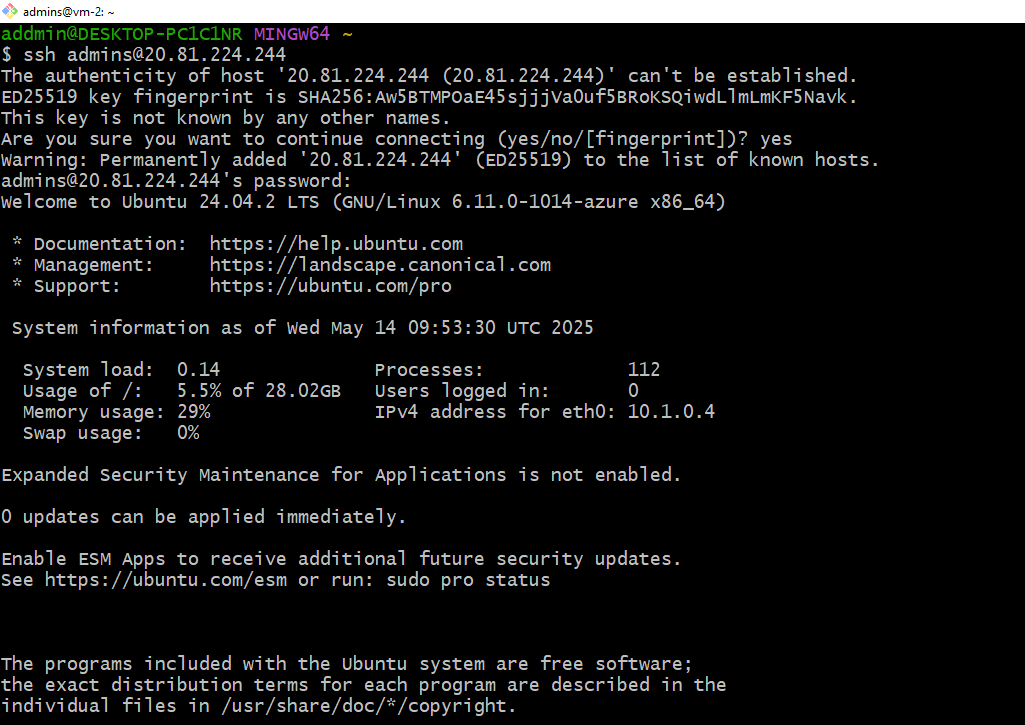 admins@vm-2: ~
addmin@DESKTOP-PC1C1NR MINGW64 ~
$ ssh admins@20.81.224.244
The authenticity of host '20.81.224.244 (20.81.224.244)' can't be established.
ED25519 key fingerprint is SHA256:Aw5BTMPOaE45sjjjVa0uf5BRoKSQiwdLlmLmKF5Navk.
This key is not known by any other names.
Are you sure you want to continue connecting (yes/no/[fingerprint])? yes
Warning: Permanently added '20.81.224.244' (ED25519) to the list of known hosts.
admins@20.81.224.244's password:
Welcome to Ubuntu 24.04.2 LTS (GNU/Linux 6.11.0-1014-azure x86_64)
* Documentation:  https://help.ubuntu.com
* Management:     https://landscape.canonical.com
* Support:        https://ubuntu.com/pro
System information as of Wed May 14 09:53:30 UTC 2025
System load:  0.14              Processes:             112
Usage of /:   5.5% of 28.02GB   Users logged in:       0
Memory usage: 29%               IPv4 address for eth0: 10.1.0.4
Swap usage:   0%
Expanded Security Maintenance for Applications is not enabled.
0 updates can be applied immediately.
Enable ESM Apps to receive additional future security updates.
See https://ubuntu.com/esm or run: sudo pro status
The programs included with the Ubuntu system are free software;
the exact distribution terms for each program are described in the
individual files in /usr/share/doc/*/copyright.